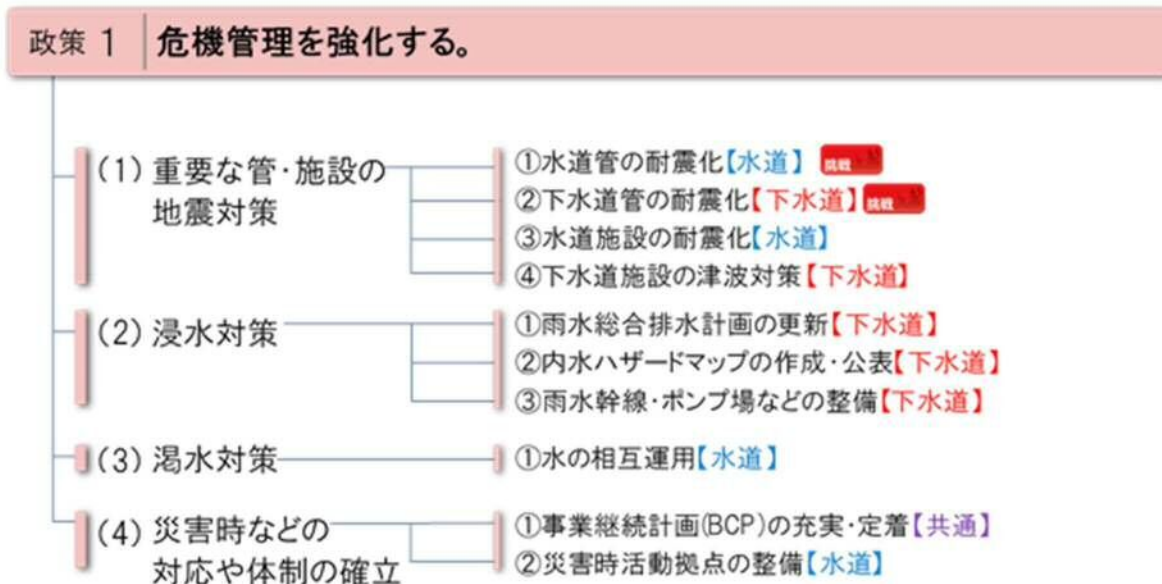 政策 1 危機管理を強化する。
(1) 重要な管・施設の
地震対策
①水道管の耐震化【水道】 挑戦
②下水道管の耐震化【下水道】 挑戦
③水道施設の耐震化【水道】
④下水道施設の津波対策【下水道】
(2) 浸水対策
①雨水総合排水計画の更新【下水道】
②内水ハザードマップの作成・公表【下水道】
③雨水幹線・ポンプ場などの整備【下水道】
(3) 渇水対策
①水の相互運用【水道】
(4) 災害時などの
対応や体制の確立
①事業継続計画(BCP)の充実・定着【共通】
②災害時活動拠点の整備【水道】